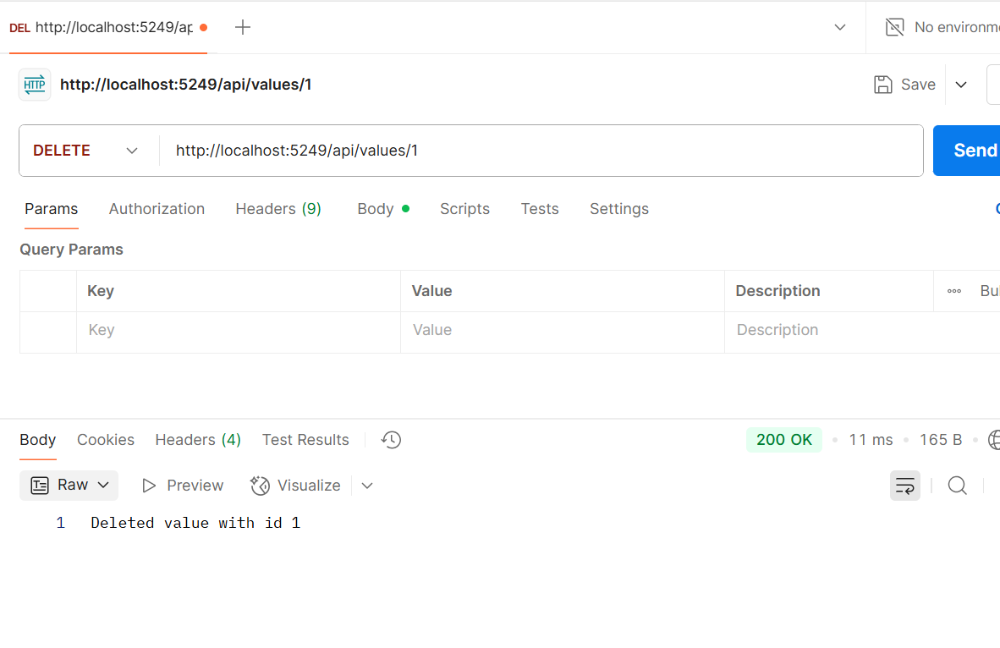 DEL http://localhost:5249/ap No environme
HTTP http://localhost:5249/api/values/1 Save
DELETE http://localhost:5249/api/values/1 Send
Params Authorization Headers (9) Body Scripts Tests Settings
Query Params
Key Value Description Bul
Key Value Description
Body Cookies Headers (4) Test Results 200 OK 11 ms 165 B
Raw Preview Visualize
1 Deleted value with id 1